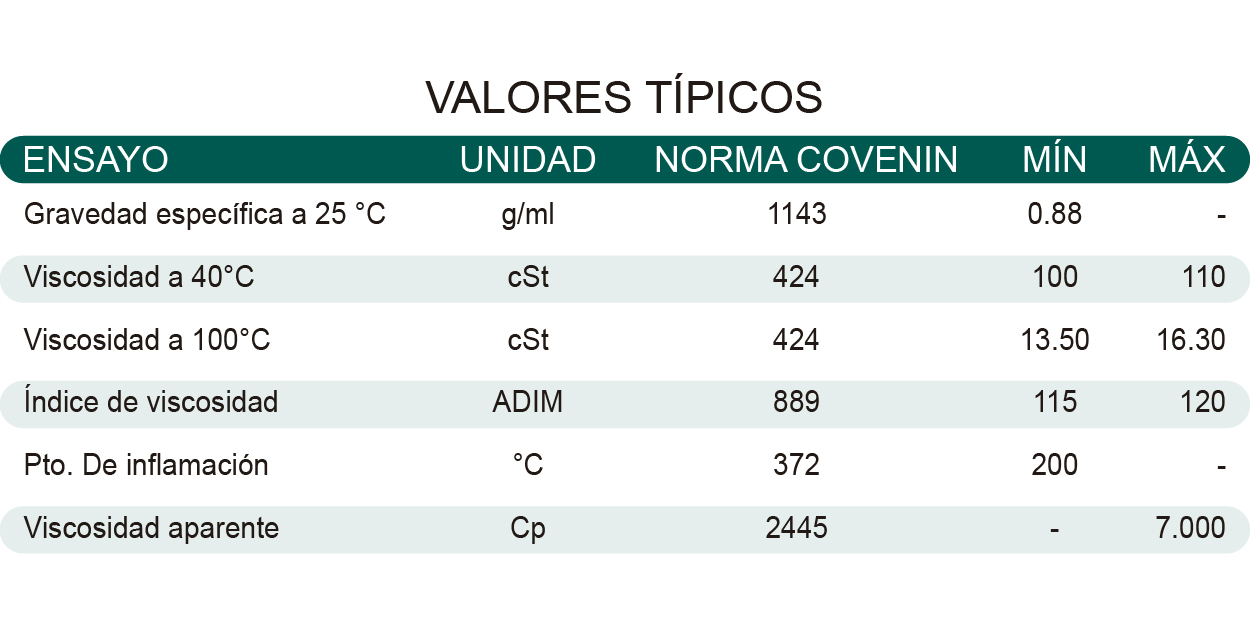 VALORES TÍPICOS
ENSAYO UNIDAD NORMA COVENIN MÍN MÁX
Gravedad específica a 25 °C g/ml 1143 0.88 -
Viscosidad a 40°C cSt 424 100 110
Viscosidad a 100°C cSt 424 13.50 16.30
Índice de viscosidad ADIM 889 115 120
Pto. De inflamación °C 372 200 -
Viscosidad aparente Cp 2445 - 7.000